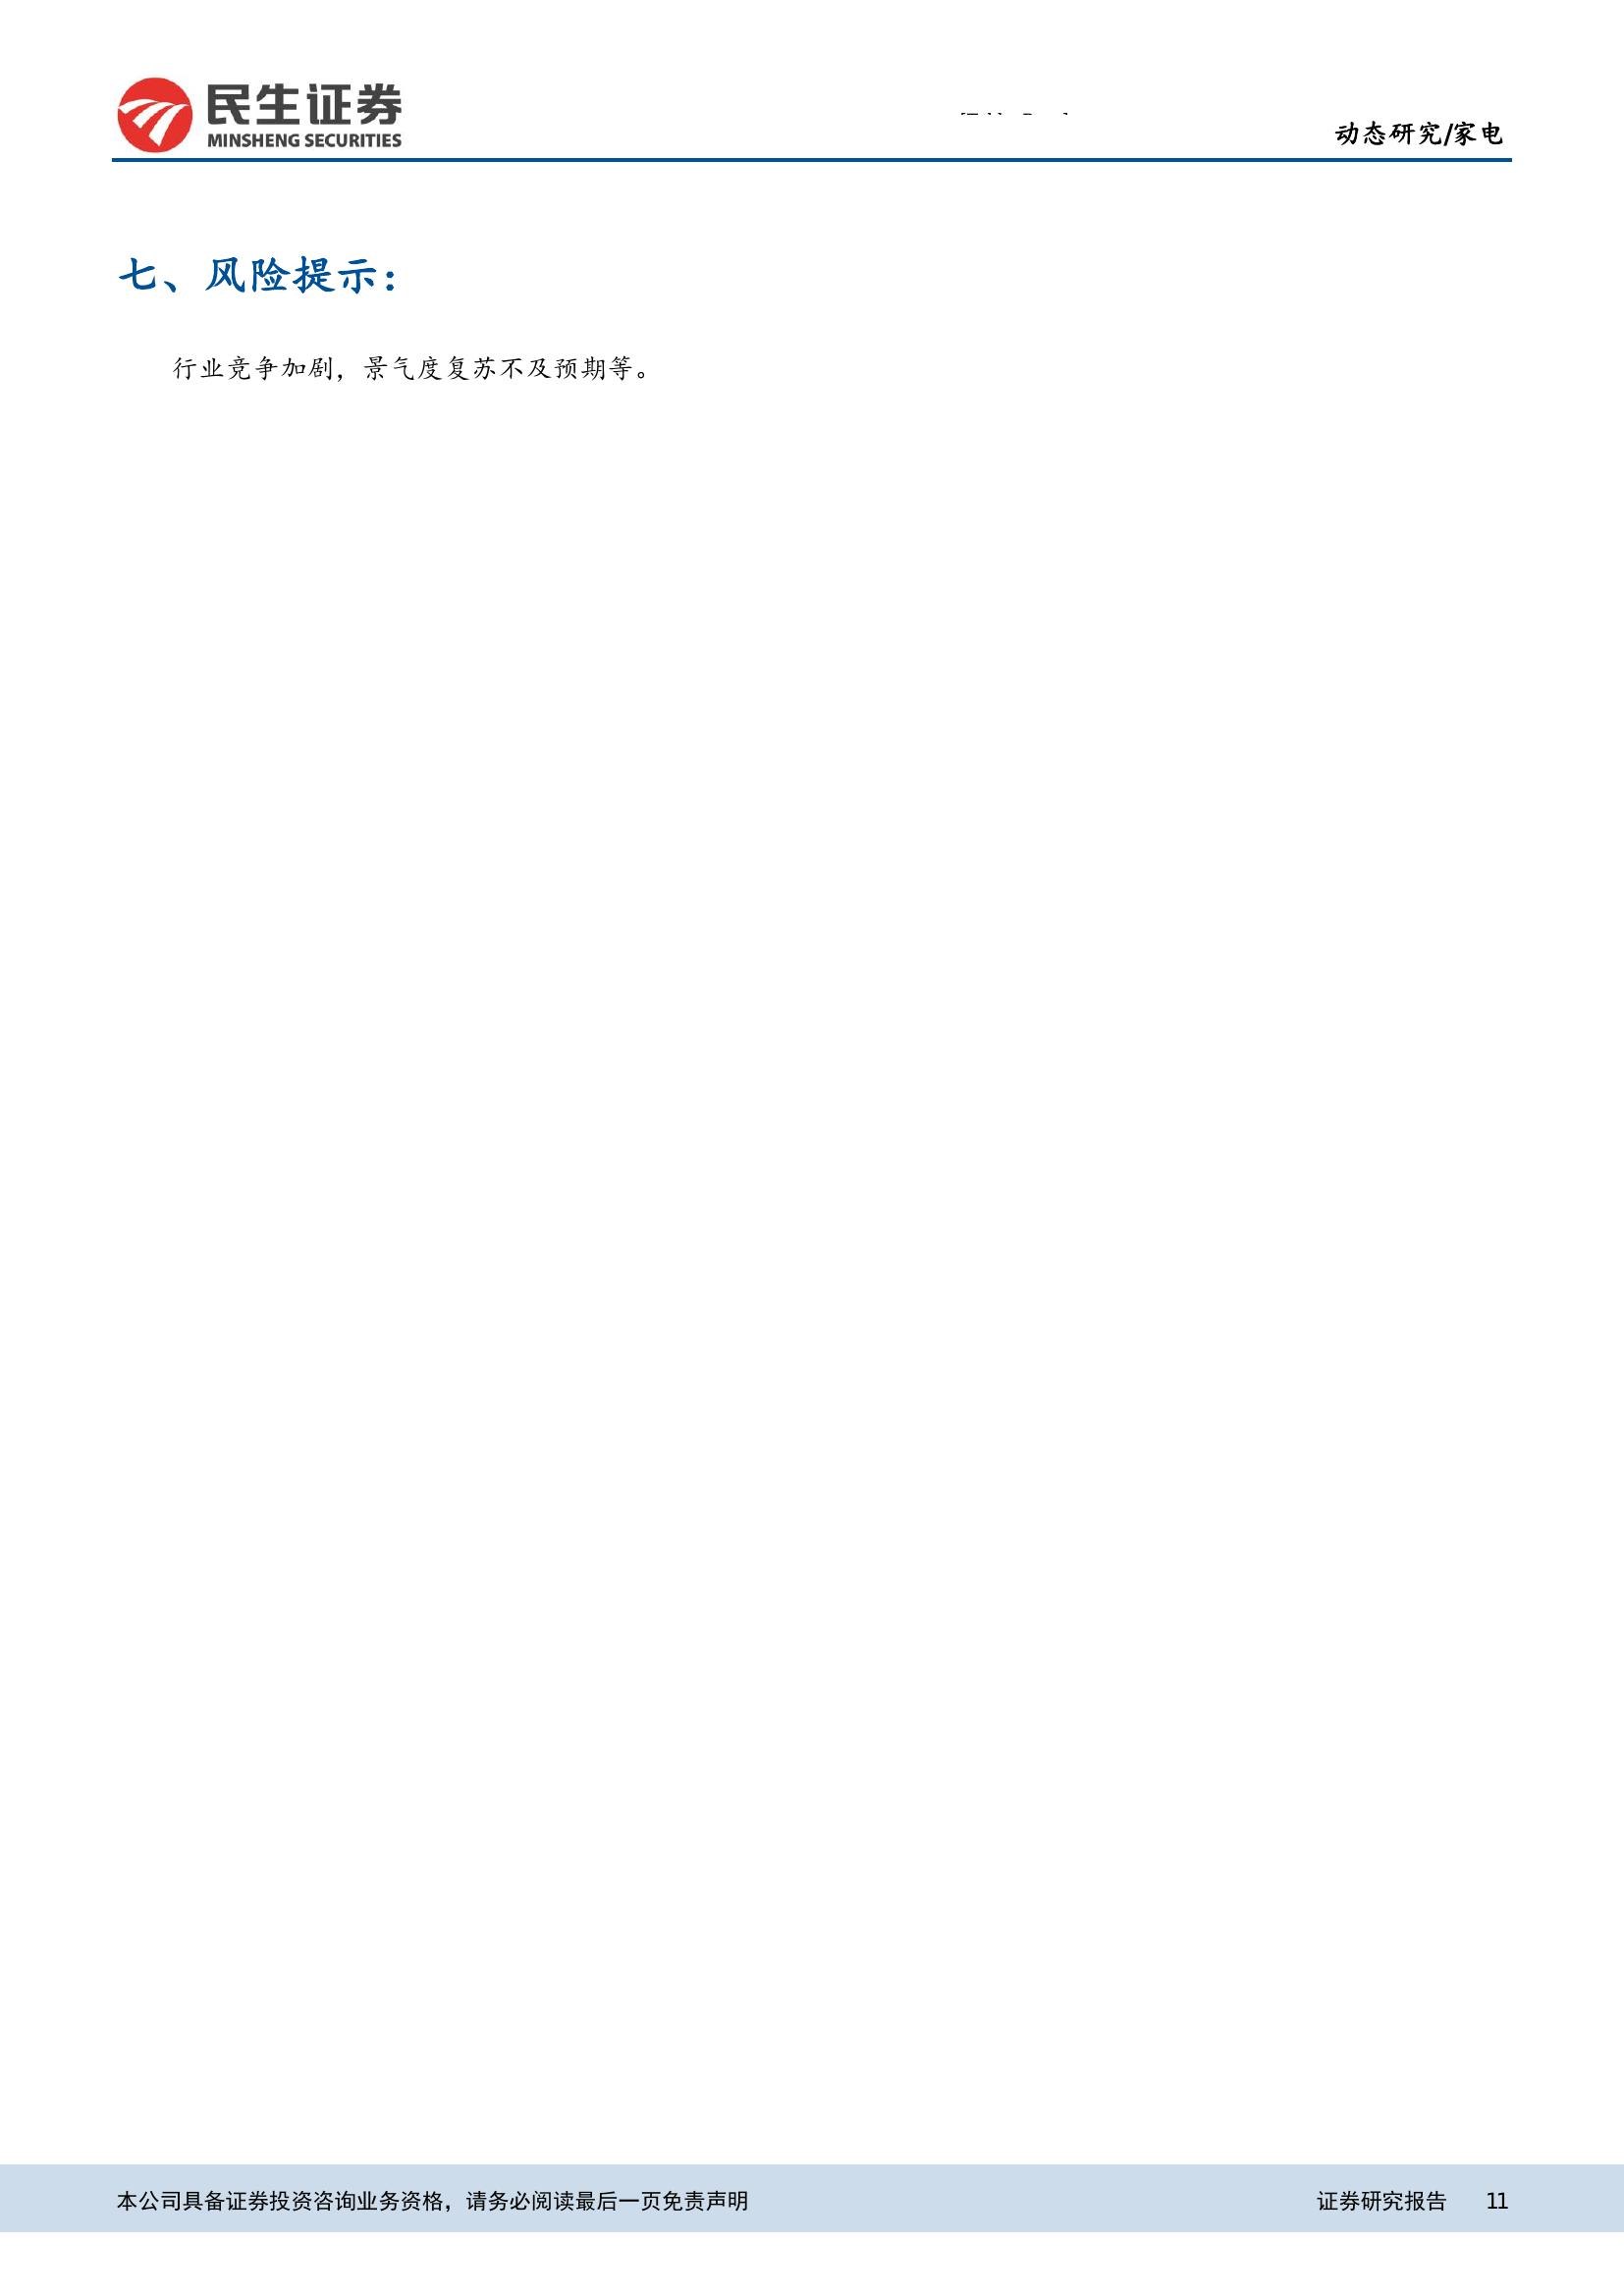 民生证券
MINSHENG SECURITIES
动态研究/家电
七、风险提示：
行业竞争加剧，景气度复苏不及预期等。
本公司具备证券投资咨询业务资格，请务必阅读最后一页免责声明
证券研究报告 11